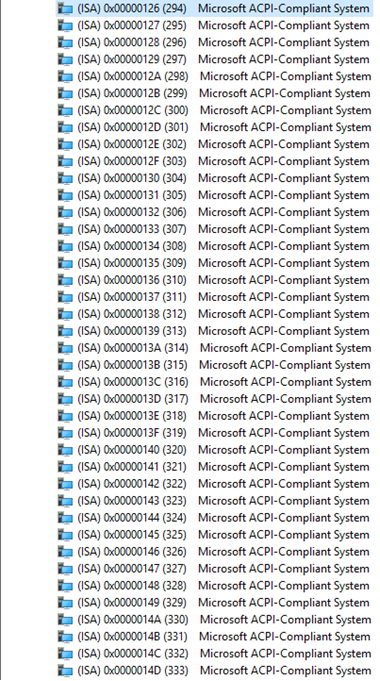 (ISA) 0x00000126 (294) Microsoft ACPI-Compliant System
(ISA) 0x00000127 (295) Microsoft ACPI-Compliant System
(ISA) 0x00000128 (296) Microsoft ACPI-Compliant System
(ISA) 0x00000129 (297) Microsoft ACPI-Compliant System
(ISA) 0x0000012A (298) Microsoft ACPI-Compliant System
(ISA) 0x0000012B (299) Microsoft ACPI-Compliant System
(ISA) 0x0000012C (300) Microsoft ACPI-Compliant System
(ISA) 0x0000012D (301) Microsoft ACPI-Compliant System
(ISA) 0x0000012E (302) Microsoft ACPI-Compliant System
(ISA) 0x0000012F (303) Microsoft ACPI-Compliant System
(ISA) 0x00000130 (304) Microsoft ACPI-Compliant System
(ISA) 0x00000131 (305) Microsoft ACPI-Compliant System
(ISA) 0x00000132 (306) Microsoft ACPI-Compliant System
(ISA) 0x00000133 (307) Microsoft ACPI-Compliant System
(ISA) 0x00000134 (308) Microsoft ACPI-Compliant System
(ISA) 0x00000135 (309) Microsoft ACPI-Compliant System
(ISA) 0x00000136 (310) Microsoft ACPI-Compliant System
(ISA) 0x00000137 (311) Microsoft ACPI-Compliant System
(ISA) 0x00000138 (312) Microsoft ACPI-Compliant System
(ISA) 0x00000139 (313) Microsoft ACPI-Compliant System
(ISA) 0x0000013A (314) Microsoft ACPI-Compliant System
(ISA) 0x0000013B (315) Microsoft ACPI-Compliant System
(ISA) 0x0000013C (316) Microsoft ACPI-Compliant System
(ISA) 0x0000013D (317) Microsoft ACPI-Compliant System
(ISA) 0x0000013E (318) Microsoft ACPI-Compliant System
(ISA) 0x0000013F (319) Microsoft ACPI-Compliant System
(ISA) 0x00000140 (320) Microsoft ACPI-Compliant System
(ISA) 0x00000141 (321) Microsoft ACPI-Compliant System
(ISA) 0x00000142 (322) Microsoft ACPI-Compliant System
(ISA) 0x00000143 (323) Microsoft ACPI-Compliant System
(ISA) 0x00000144 (324) Microsoft ACPI-Compliant System
(ISA) 0x00000145 (325) Microsoft ACPI-Compliant System
(ISA) 0x00000146 (326) Microsoft ACPI-Compliant System
(ISA) 0x00000147 (327) Microsoft ACPI-Compliant System
(ISA) 0x00000148 (328) Microsoft ACPI-Compliant System
(ISA) 0x00000149 (329) Microsoft ACPI-Compliant System
(ISA) 0x0000014A (330) Microsoft ACPI-Compliant System
(ISA) 0x0000014B (331) Microsoft ACPI-Compliant System
(ISA) 0x0000014C (332) Microsoft ACPI-Compliant System
(ISA) 0x0000014D (333) Microsoft ACPI-Compliant System